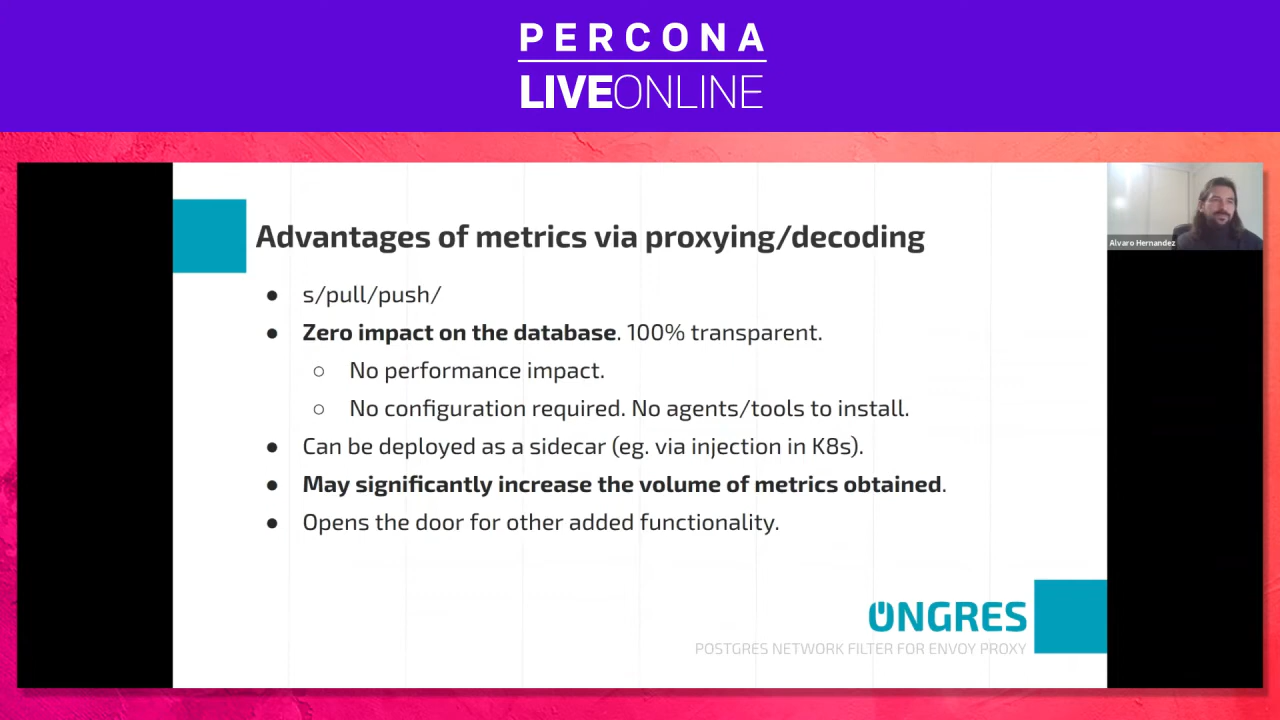 PERCONA
LIVEONLINE
Advantages of metrics via proxying/decoding
● s/pull/push/
● Zero impact on the database. 100% transparent.
○ No performance impact.
○ No configuration required. No agents/tools to install.
● Can be deployed as a sidecar (eg. via injection in K8s).
● May significantly increase the volume of metrics obtained.
● Opens the door for other added functionality.
Alvaro Hernandez
ONGRES
POSTGRES NETWORK FILTER FOR ENVOY PROXY